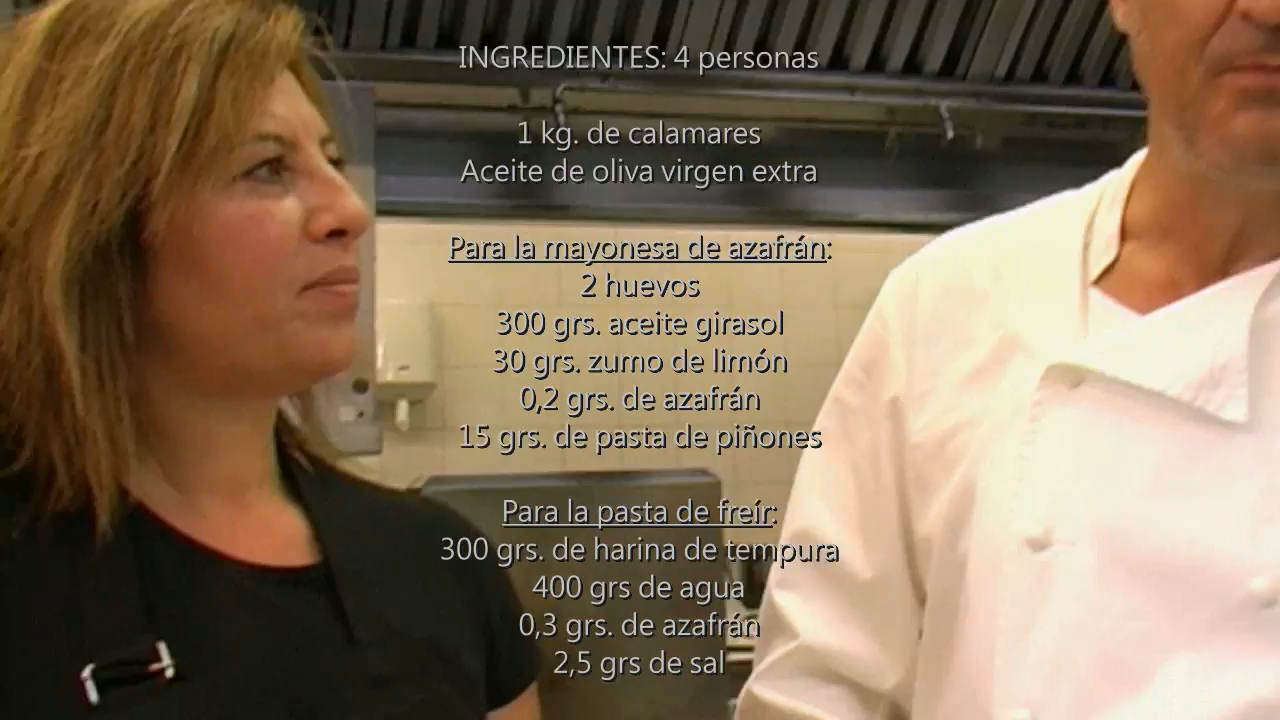 INGREDIENTES: 4 personas
1 kg. de calamares
Aceite de oliva virgen extra
Para la mayonesa de azafrán:
2 huevos
300 grs. aceite girasol
30 grs. zumo de limón
0,2 grs. de azafrán
15 grs. de pasta de piñones
Para la pasta de freír:
300 grs. de harina de tempura
400 grs de agua
0,3 grs. de azafrán
2,5 grs de sal